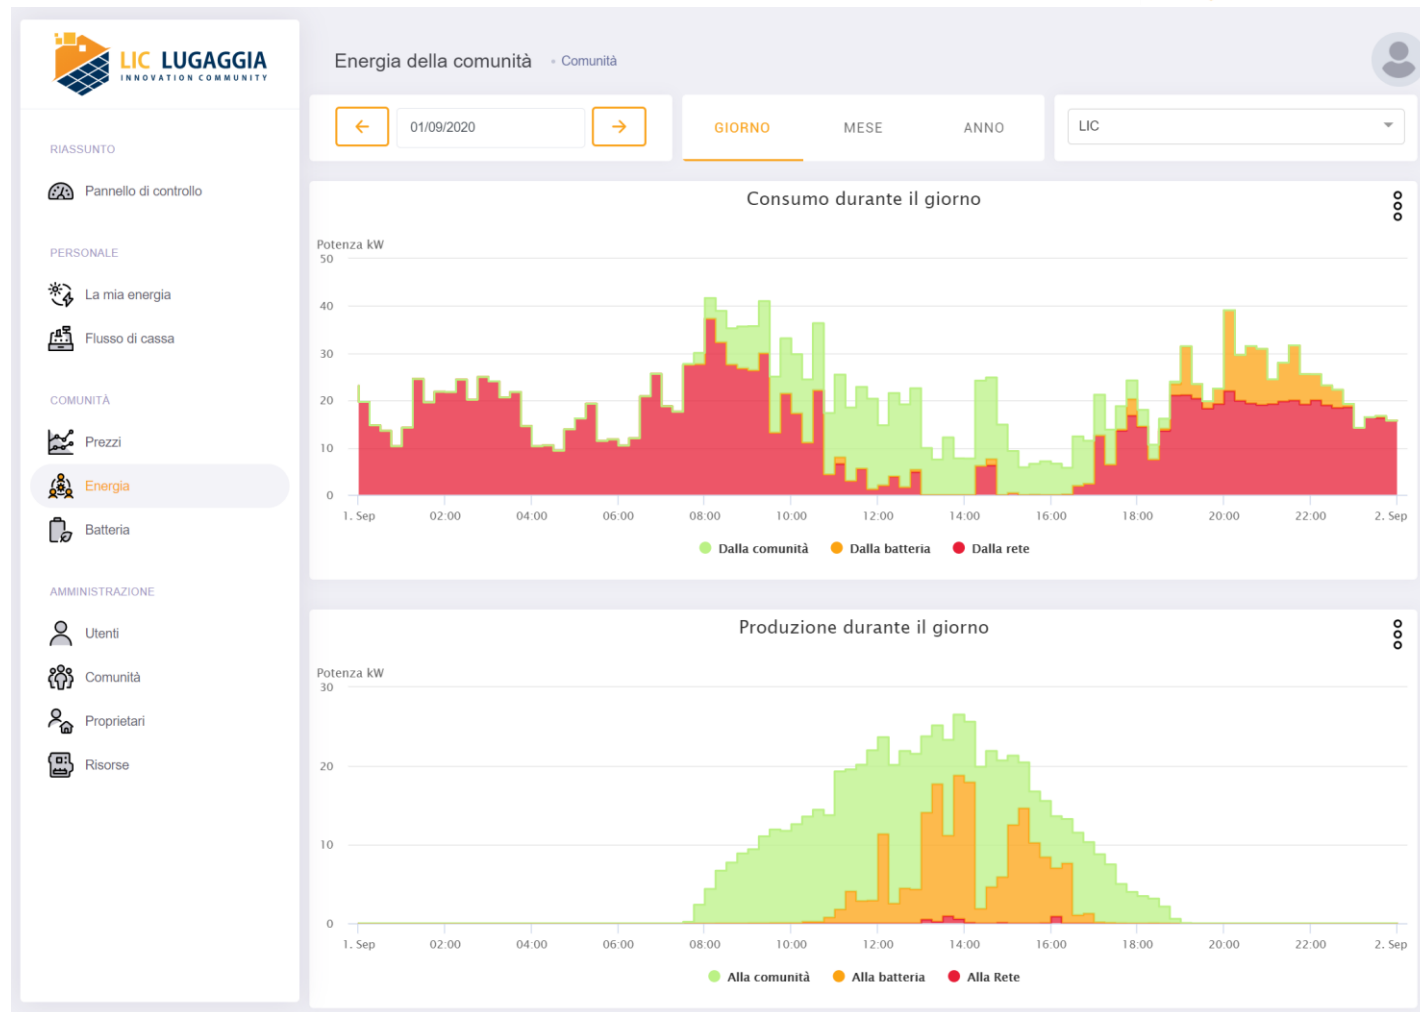 LIC LUGAGGIA
INNOVATION COMMUNITY
RIASSUNTO
Pannello di controllo
PERSONALE
La mia energia
Flusso di cassa
COMUNITÀ
Prezzi
Energia
Batteria
AMMINISTRAZIONE
Utenti
Comunità
Proprietari
Risorse
Energia della comunità • Comunità
01/09/2020
GIORNO MESE ANNO
LIC
Consumo durante il giorno
Potenza kW
50
40
30
20
10
0
1. Sep 02:00 04:00 06:00 08:00 10:00 12:00 14:00 16:00 18:00 20:00 22:00 2. Sep
Dalla comunità Dalla batteria Dalla rete
Produzione durante il giorno
Potenza kW
30
20
10
0
1. Sep 02:00 04:00 06:00 08:00 10:00 12:00 14:00 16:00 18:00 20:00 22:00 2. Sep
Alla comunità Alla batteria Alla Rete